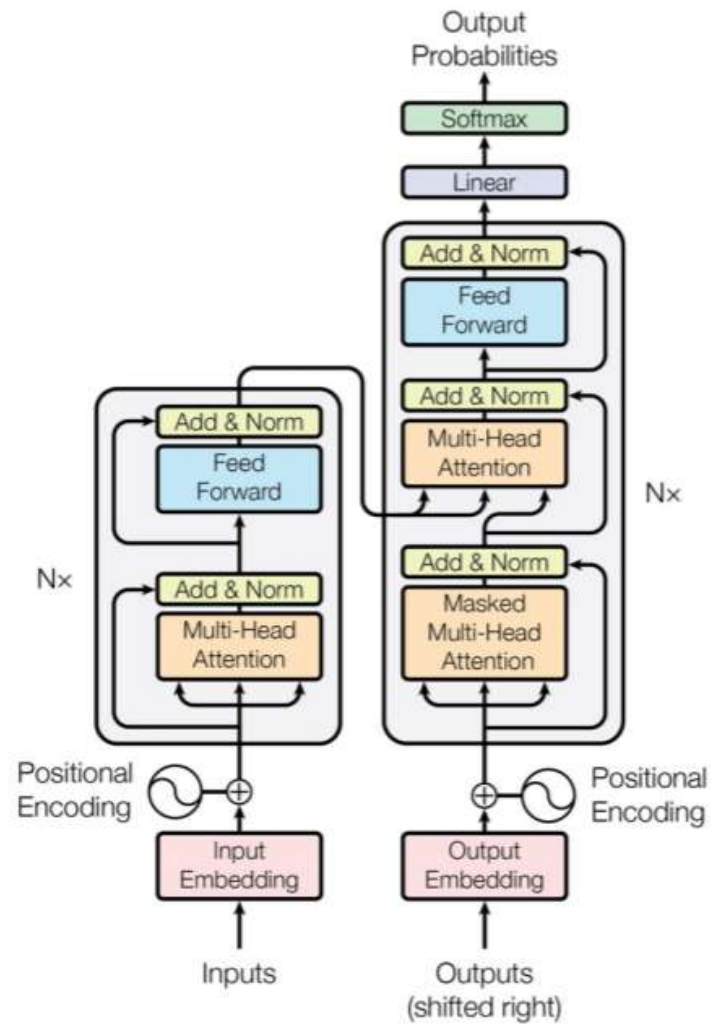 Output
Probabilities
Softmax
Linear
Add & Norm
Feed
Forward
Add & Norm
Multi-Head
Attention
Nx
Add & Norm
Masked
Multi-Head
Attention
Add & Norm
Feed
Forward
Nx
Add & Norm
Multi-Head
Attention
Positional
Encoding
Positional
Encoding
Input
Embedding
Output
Embedding
Inputs
Outputs
(shifted right)